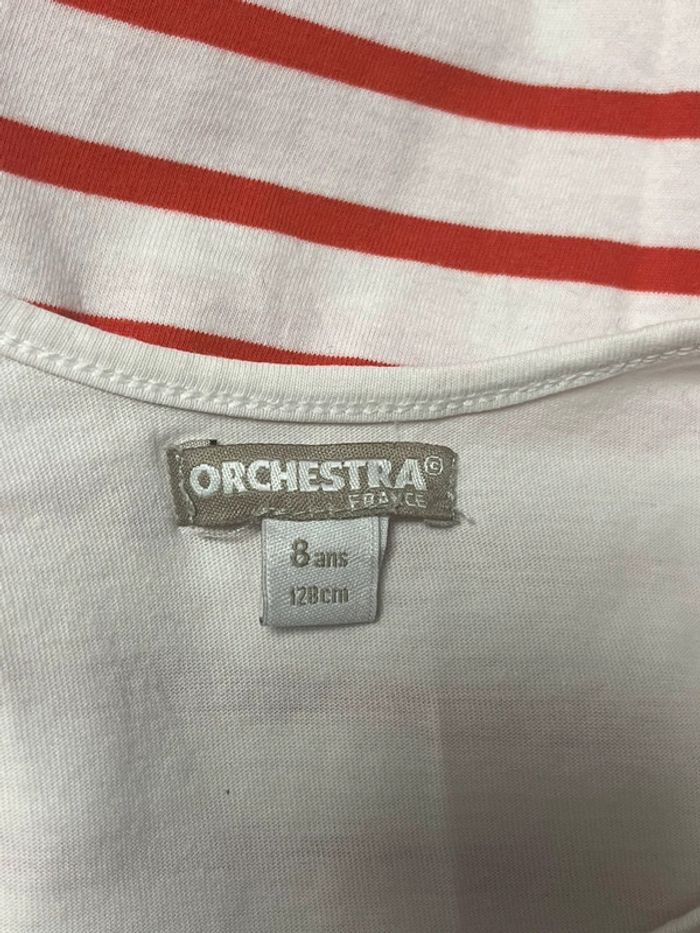 ORCHESTRA©
FRANCE
8 ans
128cm